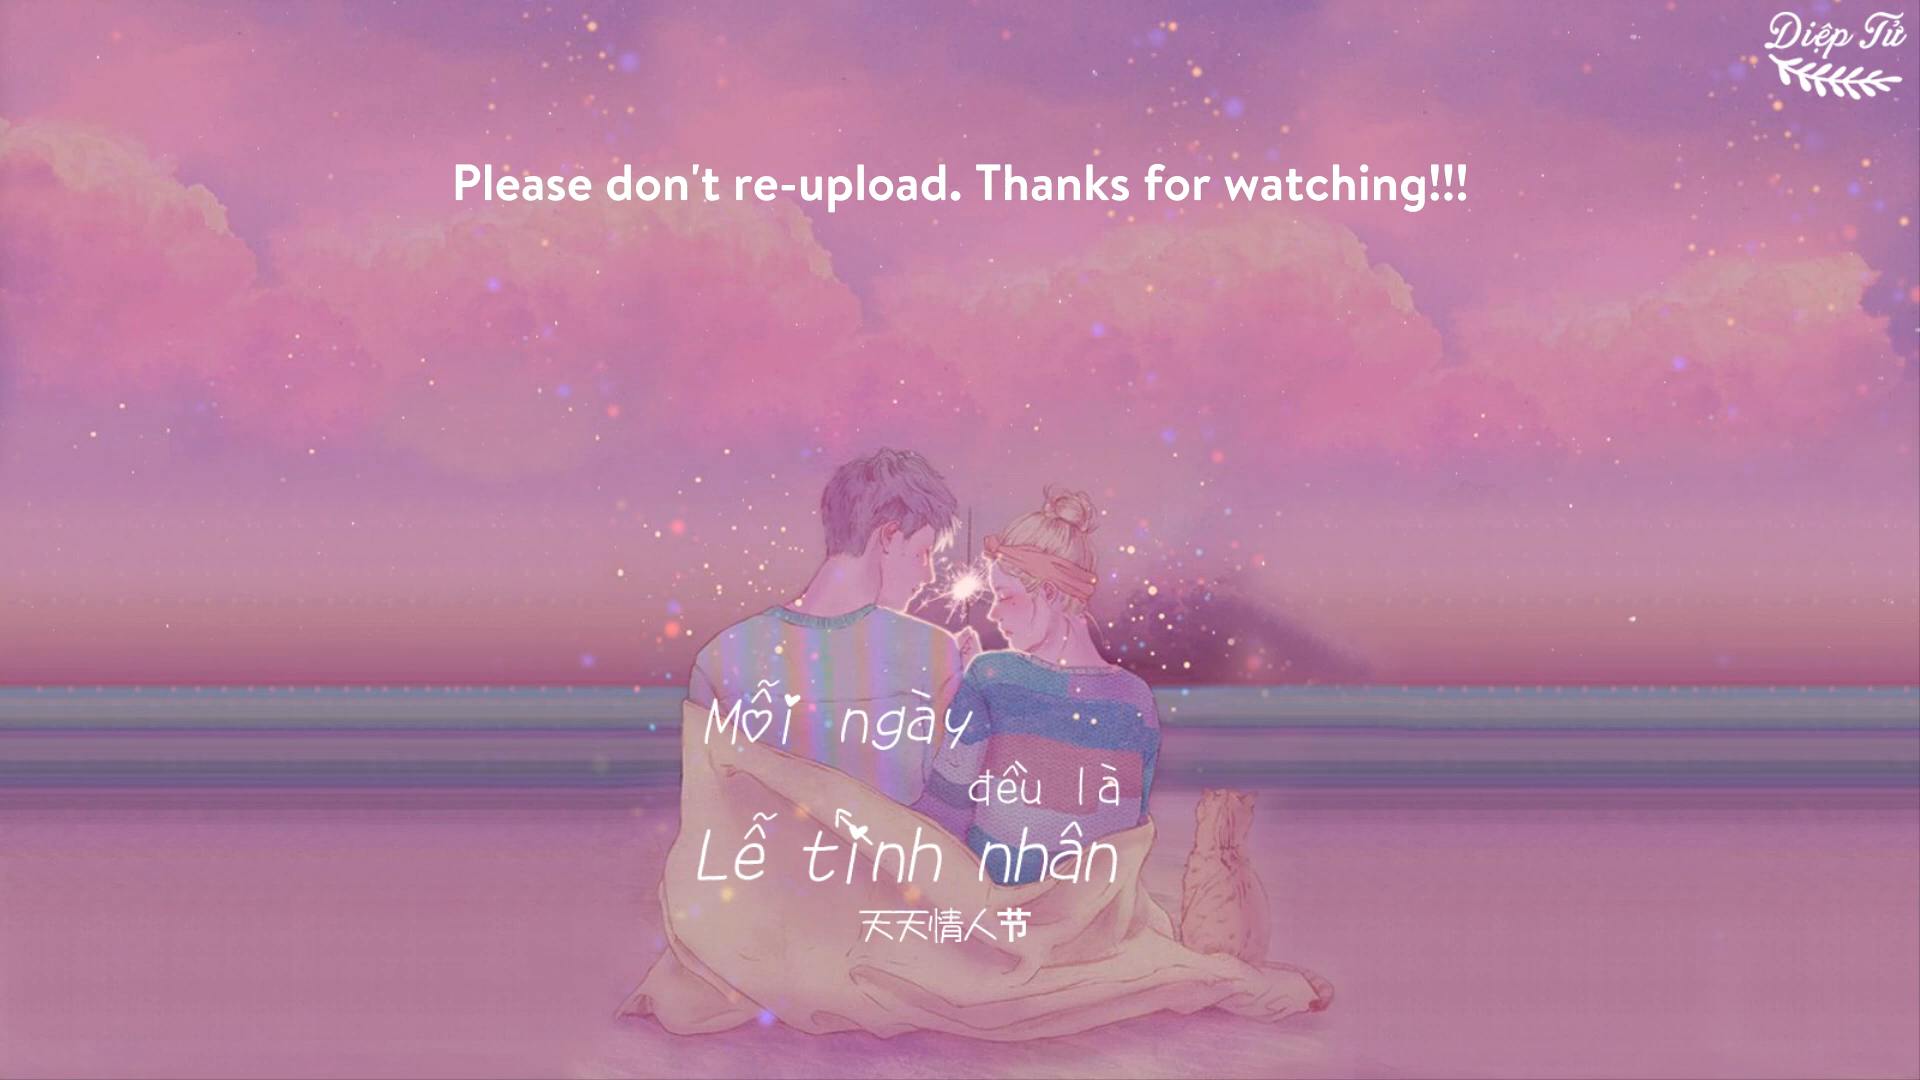 Diệp Tử
Please don't re-upload. Thanks for watching!!!
Mỗi ngày
đều là
Lễ tình nhân
天天情人节